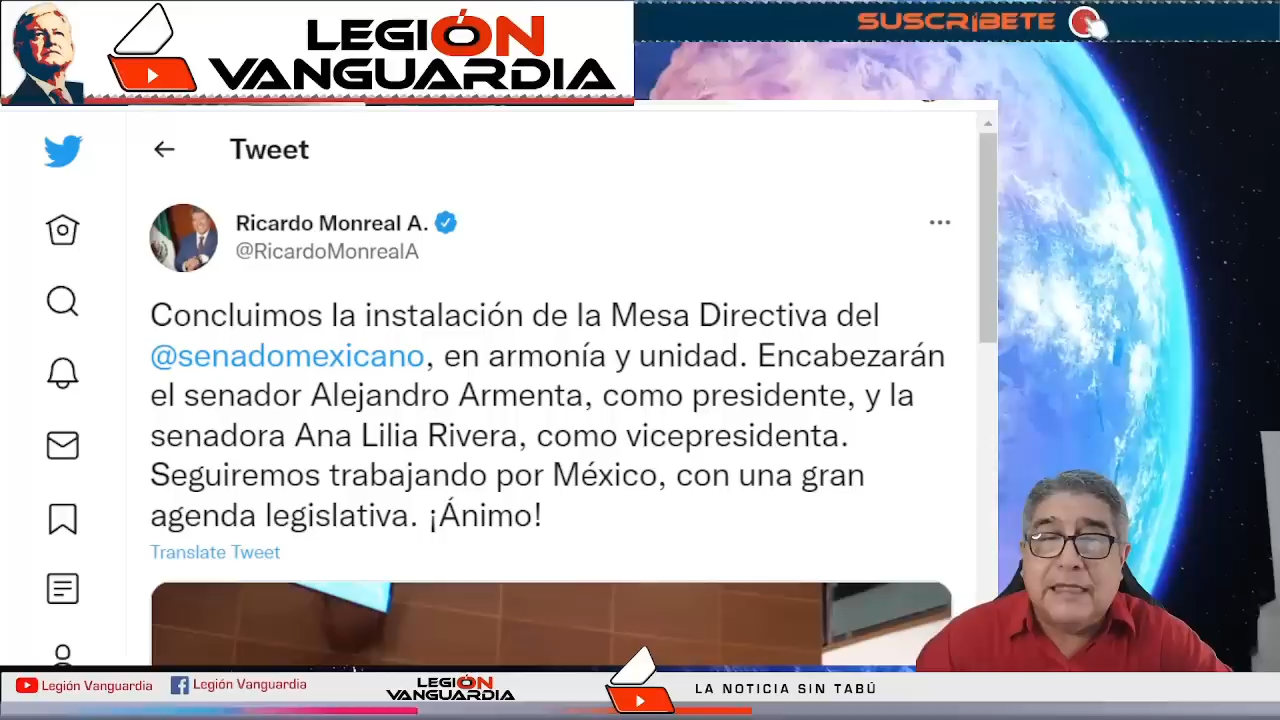 LEGIÓN
VANGUARDIA
SUSCRÍBETE
Tweet
Ricardo Monreal A.
@RicardoMonrealA
Concluimos la instalación de la Mesa Directiva del
@senadomexicano, en armonía y unidad. Encabezarán
el senador Alejandro Armenta, como presidente, y la
senadora Ana Lilia Rivera, como vicepresidenta.
Seguiremos trabajando por México, con una gran
agenda legislativa. ¡Ánimo!
Translate Tweet
Legión Vanguardia
Legión Vanguardia
LEGIÓN
VANGUARDIA
LA NOTICIA SIN TABÚ